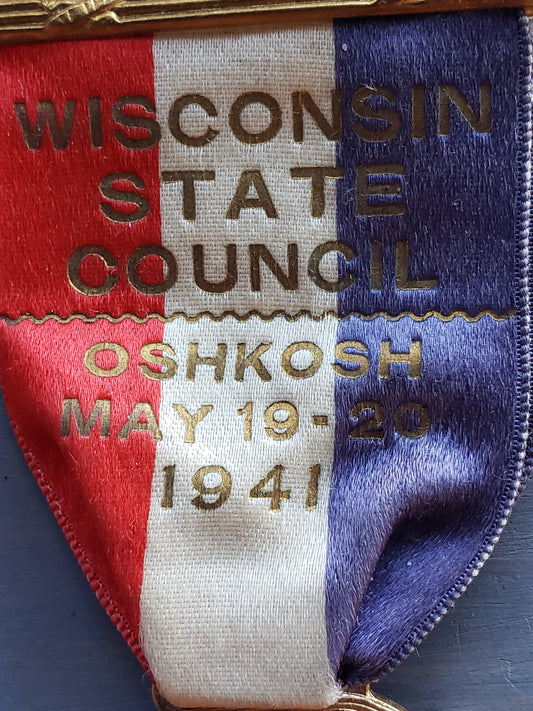 WISCONSIN
STATE
COUNCIL
OSHKOSH
MAY 19-20
1941